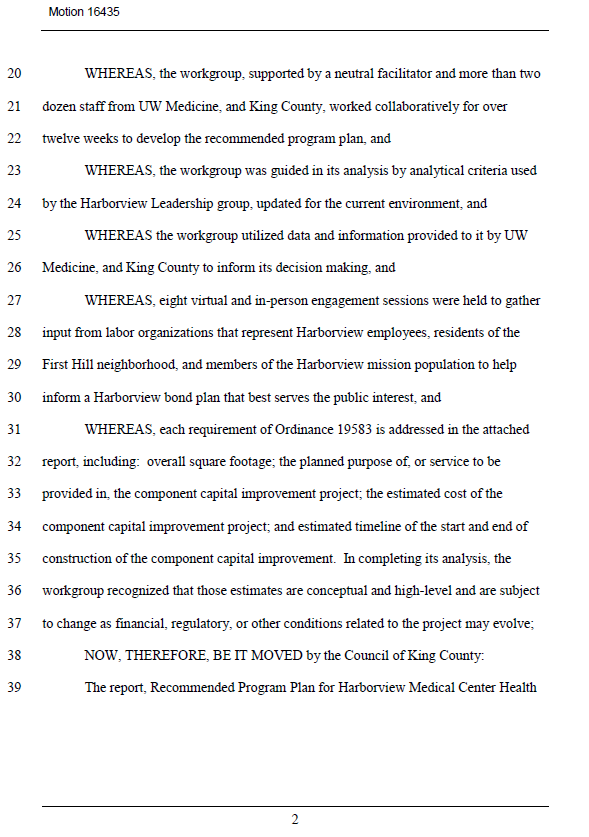 Motion 16435
20 WHEREAS, the workgroup, supported by a neutral facilitator and more than two
21 dozen staff from UW Medicine, and King County, worked collaboratively for over
22 twelve weeks to develop the recommended program plan, and
23 WHEREAS, the workgroup was guided in its analysis by analytical criteria used
24 by the Harborview Leadership group, updated for the current environment, and
25 WHEREAS the workgroup utilized data and information provided to it by UW
26 Medicine, and King County to inform its decision making, and
27 WHEREAS, eight virtual and in-person engagement sessions were held to gather
28 input from labor organizations that represent Harborview employees, residents of the
29 First Hill neighborhood, and members of the Harborview mission population to help
30 inform a Harborview bond plan that best serves the public interest, and
31 WHEREAS, each requirement of Ordinance 19583 is addressed in the attached
32 report, including:  overall square footage; the planned purpose of, or service to be
33 provided in, the component capital improvement project; the estimated cost of the
34 component capital improvement project; and estimated timeline of the start and end of
35 construction of the component capital improvement.  In completing its analysis, the
36 workgroup recognized that those estimates are conceptual and high-level and are subject
37 to change as financial, regulatory, or other conditions related to the project may evolve;
38 NOW, THEREFORE, BE IT MOVED by the Council of King County:
39 The report, Recommended Program Plan for Harborview Medical Center Health
2